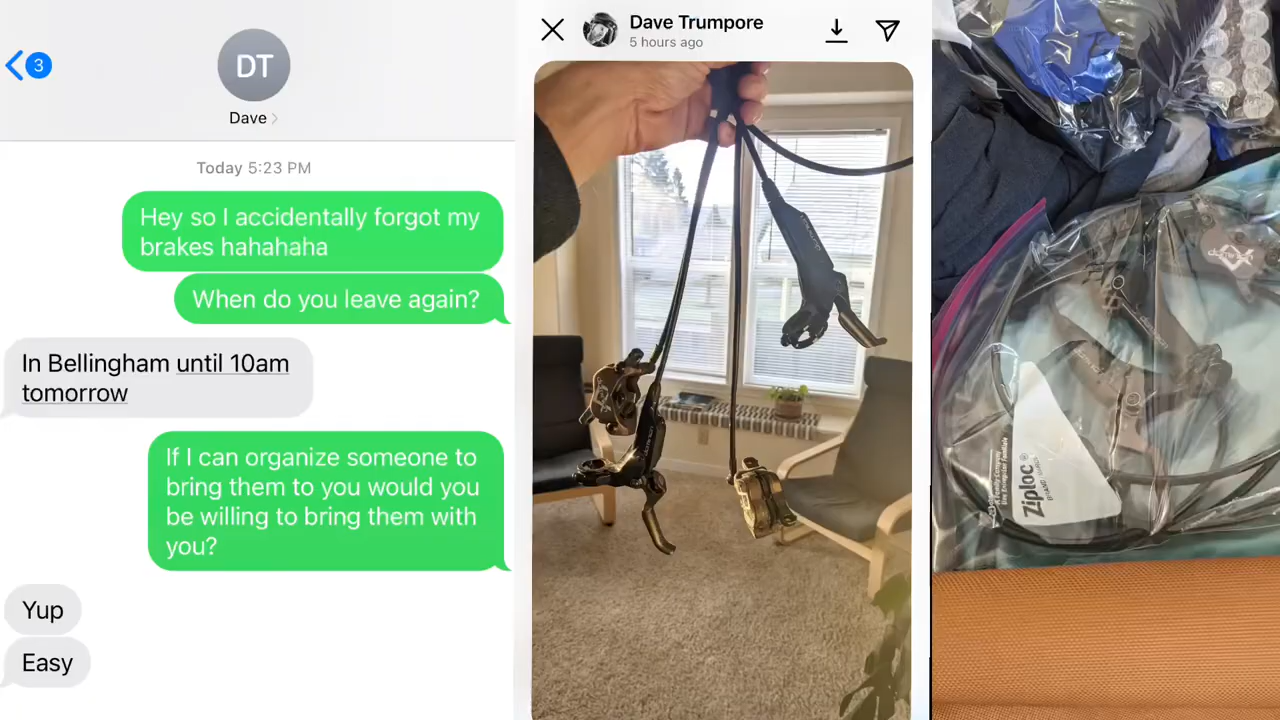 3
DT
Dave
Today 5:23 PM
Hey so I accidentally forgot my
brakes hahahaha
When do you leave again?
In Bellingham until 10am
tomorrow
If I can organize someone to
bring them to you would you
be willing to bring them with
you?
Yup
Easy
Dave Trumpore
5 hours ago
Ziploc®